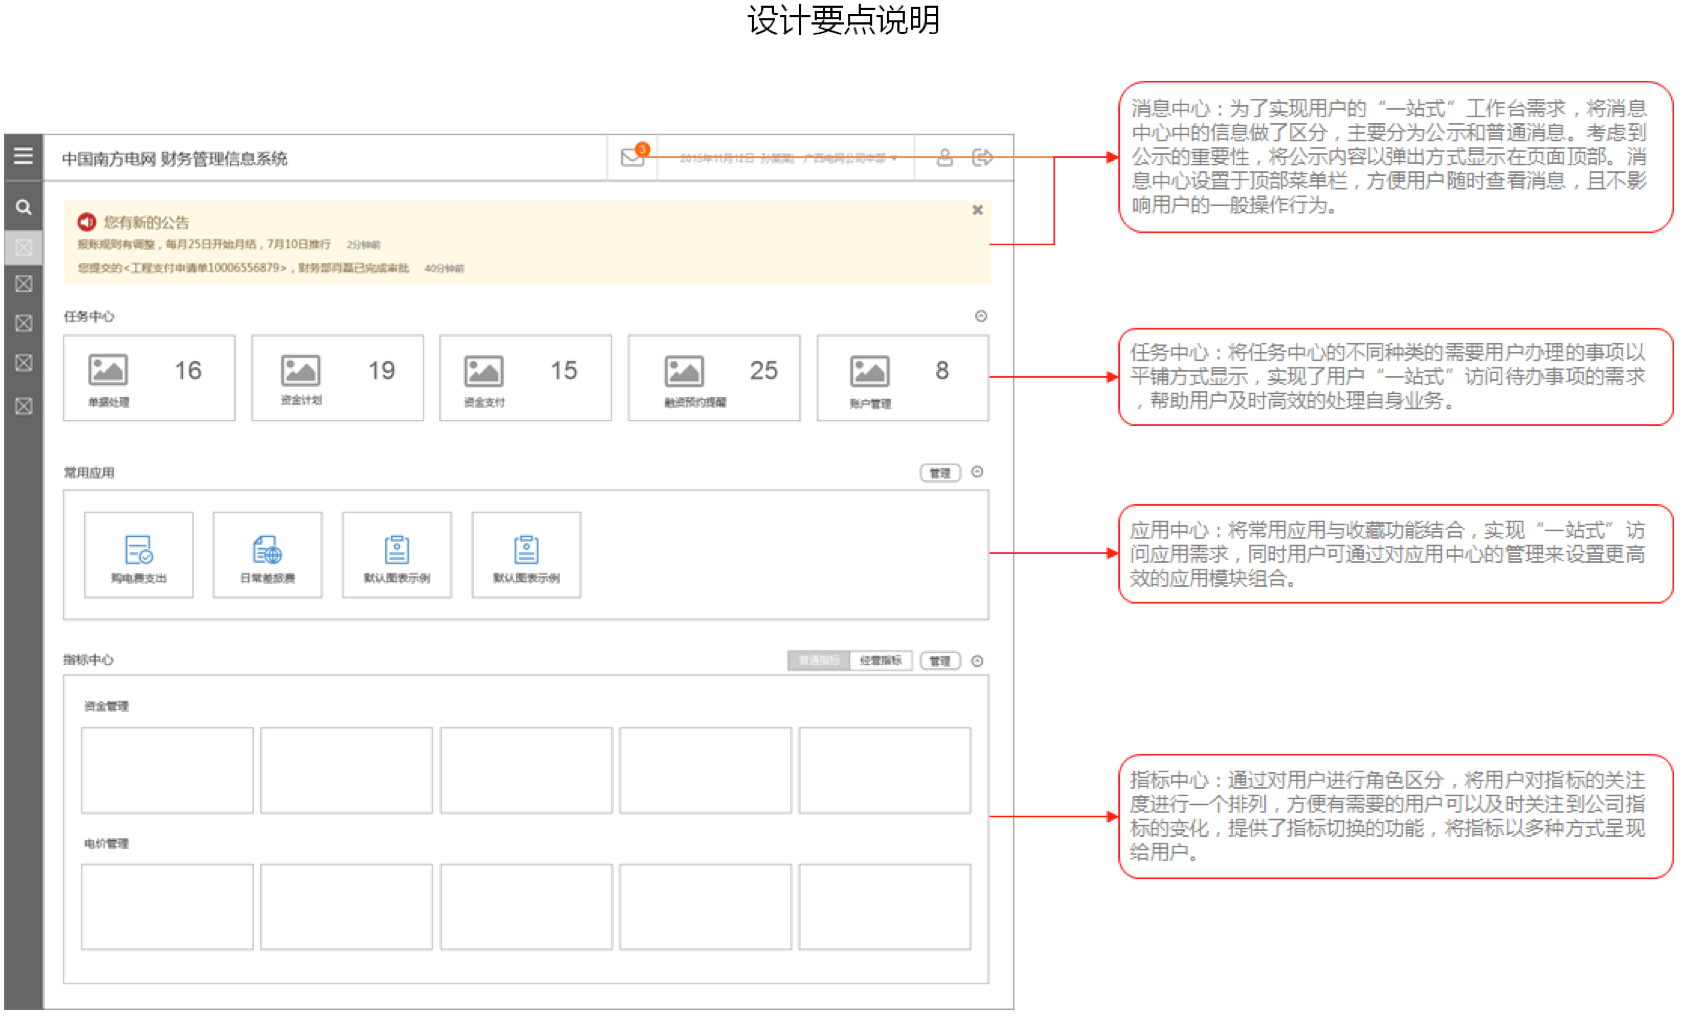 设计要点说明
中国南方电网 财务管理信息系统
3
2015年11月12日
广西电网公司本部
您有新的公告
报账规则有调整，每月25日开始月结，7月10日推行 2分钟前
您提交的<工程支付申请单10006556879>，财务部肖磊已完成审批 40分钟前
任务中心
16
单据处理
19
资金计划
15
资金支付
25
融资预约提醒
8
账户管理
常用应用
管理
购电费支出
日常差旅费
默认图表示例
默认图表示例
指标中心
普通指标
经营指标
管理
资金管理
电价管理
消息中心：为了实现用户的“一站式”工作台需求，将消息
中心中的信息做了区分，主要分为公示和普通消息。考虑到
公示的重要性，将公示内容以弹出方式显示在页面顶部。消
息中心设置于顶部菜单栏，方便用户随时查看消息，且不影
响用户的一般操作行为。
任务中心：将任务中心的不同种类的需要用户办理的事项以
平铺方式显示，实现了用户“一站式”访问待办事项的需求
，帮助用户及时高效的处理自身业务。
应用中心：将常用应用与收藏功能结合，实现“一站式”访
问应用需求，同时用户可通过对应用中心的管理来设置更高
效的应用模块组合。
指标中心：通过对用户进行角色区分，将用户对指标的关注
度进行一个排列，方便有需要的用户可以及时关注到公司指
标的变化，提供了指标切换的功能，将指标以多种方式呈现
给用户。